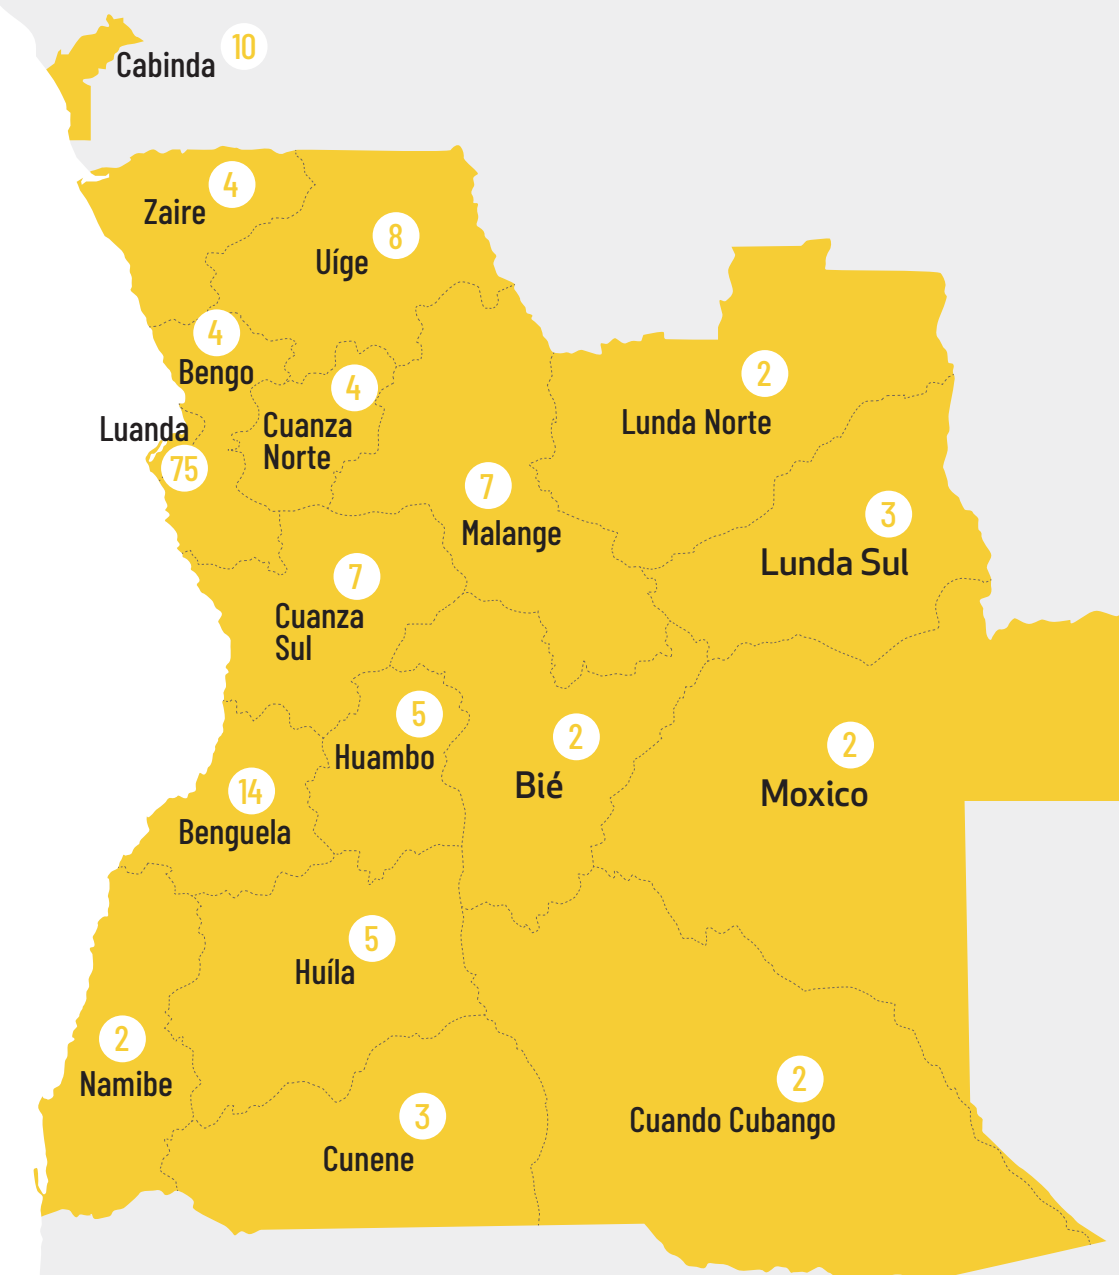 Cabinda
10
4
Zaire
8
Uíge
4
Bengo
4
Cuanza
Norte
2
Lunda Norte
Luanda
75
7
Malange
3
Lunda Sul
7
Cuanza
Sul
5
Huambo
2
Bié
2
Moxico
14
Benguela
5
Huíla
2
Namibe
3
Cunene
2
Cuando Cubango